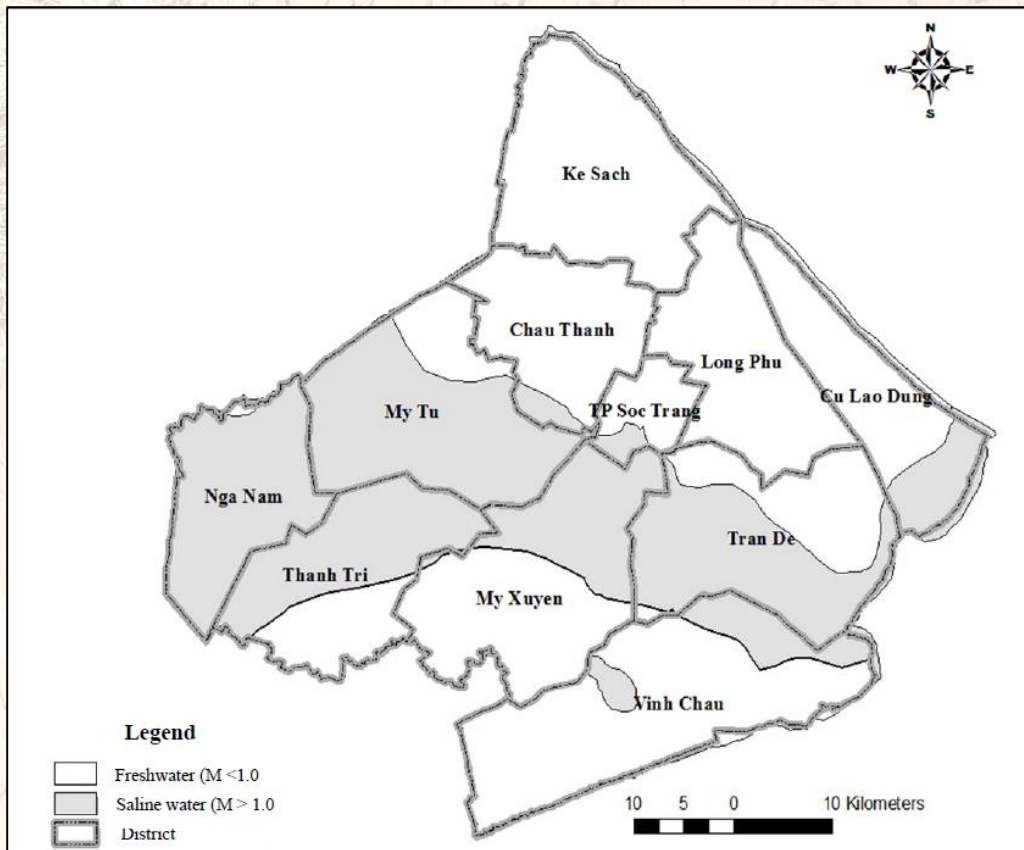 N
W E
S
Ke Sach
Chau Thanh
Long Phu
Cu Lao Dung
My Tu
TP Soc Trang
Nga Nam
Tran De
Thanh Tri
My Xuyen
Vinh Chau
Legend
Freshwater (M <1.0
Saline water (M > 1.0
District
10 5 0 10 Kilometers